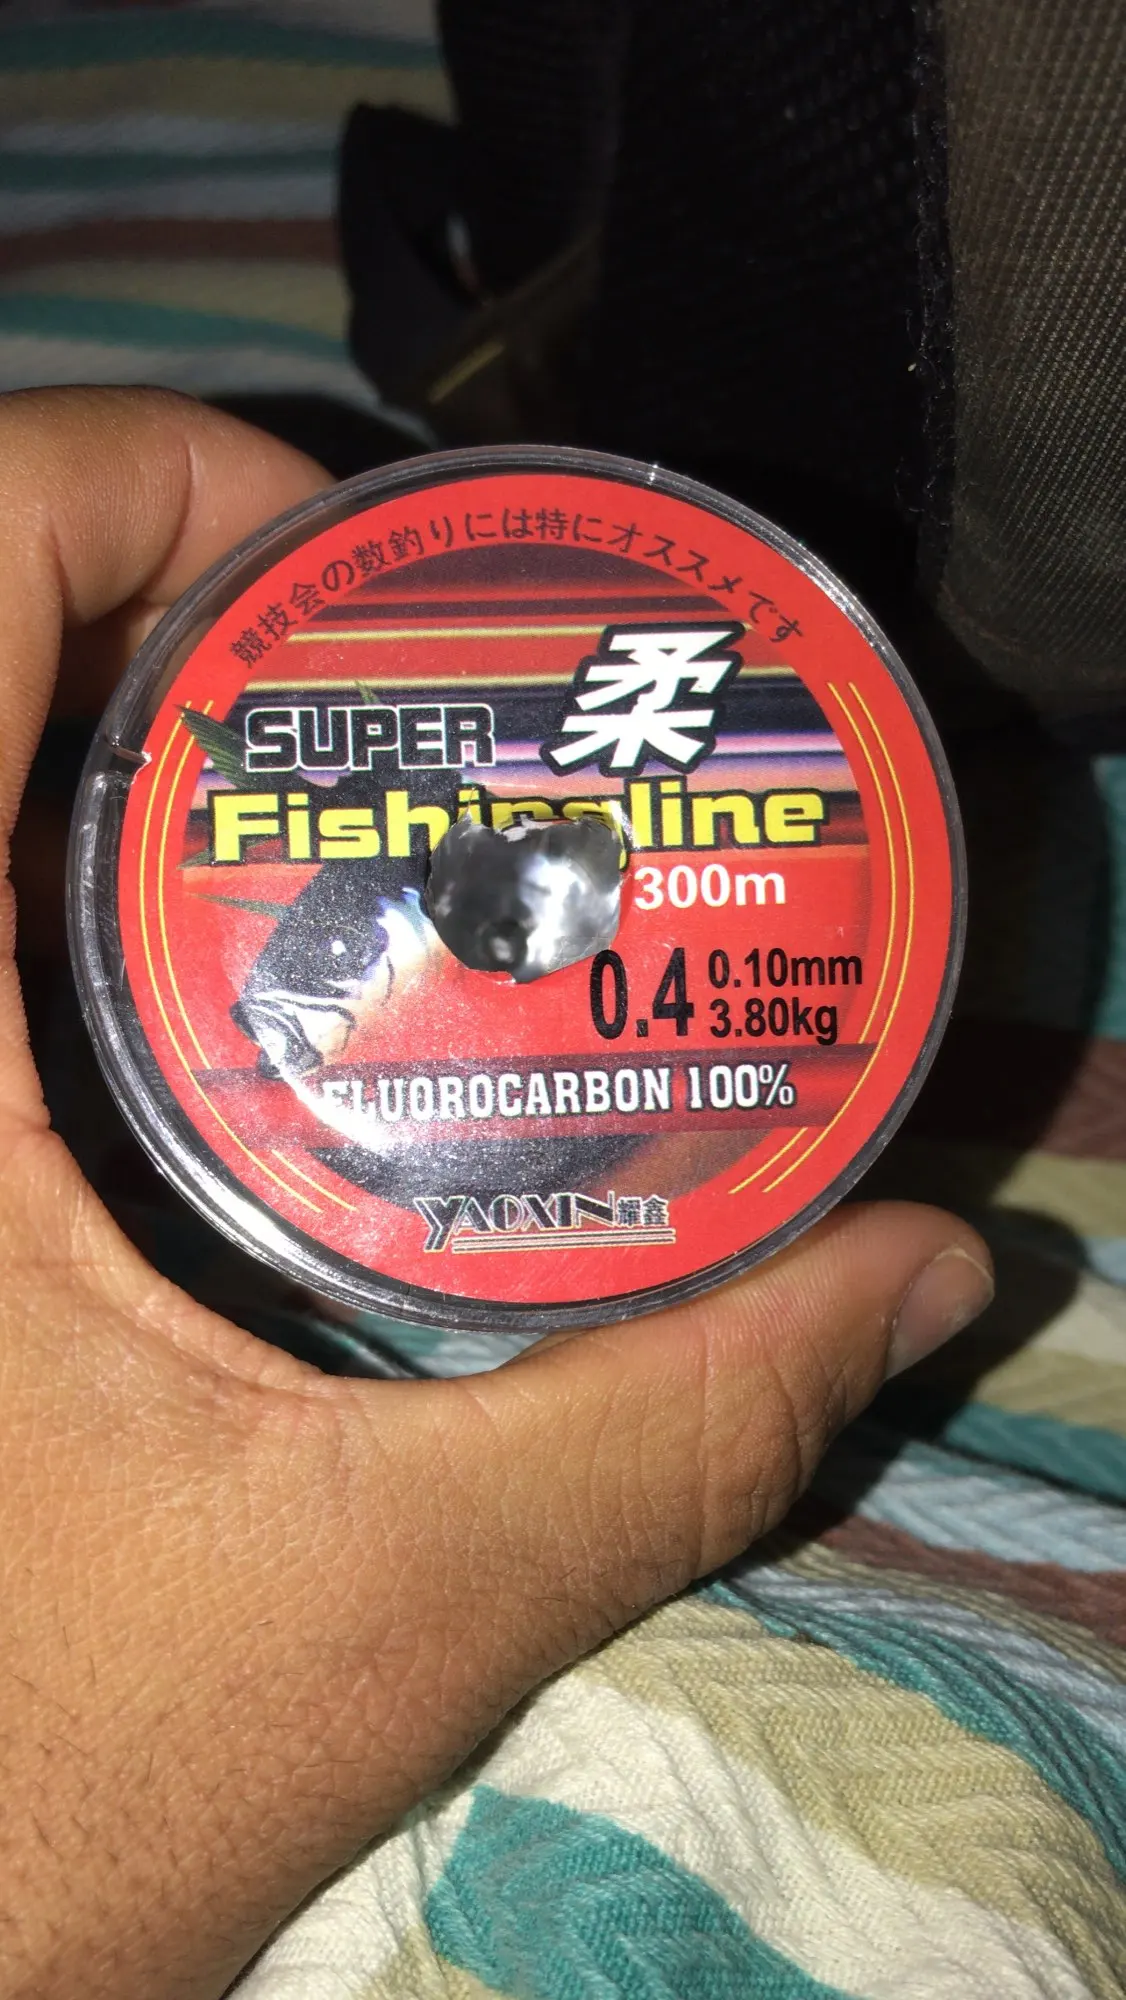 競技会の数釣りには特にオススメです
SUPER 柔
Fishingline
300m
0.4 0.10mm
3.80kg
FLUOROCARBON 100%
YAOXIN 耀鑫